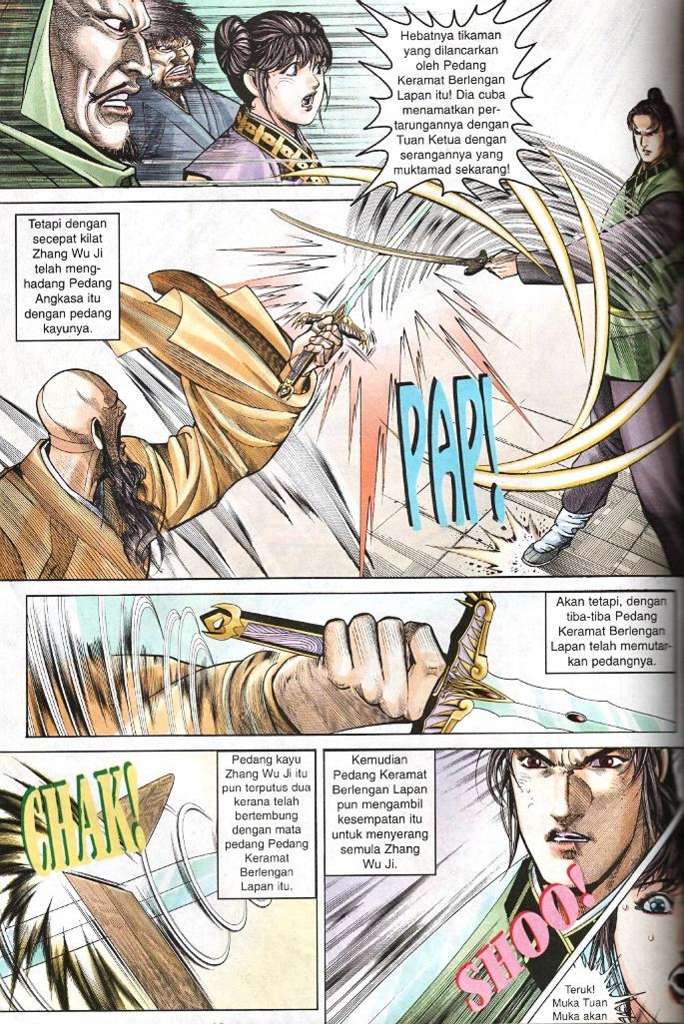 Hebatnya tikaman
yang dilancarkan
oleh Pedang
Keramat Berlengan
Lapan itu! Dia cuba
menamatkan per-
tarungannya dengan
Tuan Ketua dengan
serangannya yang
muktamad sekarang!
Tetapi dengan
secepat kilat
Zhang Wu Ji
telah meng-
hadang Pedang
Angkasa itu
dengan pedang
kayunya.
PAP!
Akan tetapi, dengan
tiba-tiba Pedang
Keramat Berlengan
Lapan telah memutar-
kan pedangnya.
CHAK!
Pedang kayu
Zhang Wu Ji itu
pun terputus dua
kerana telah
bertembung
dengan mata
pedang Pedang
Keramat
Berlengan
Lapan itu.
Kemudian
Pedang Keramat
Berlengan Lapan
pun mengambil
kesempatan itu
untuk menyerang
semula Zhang
Wu Ji.
SHOO!
Teruk!
Muka Tuan
Muka akan